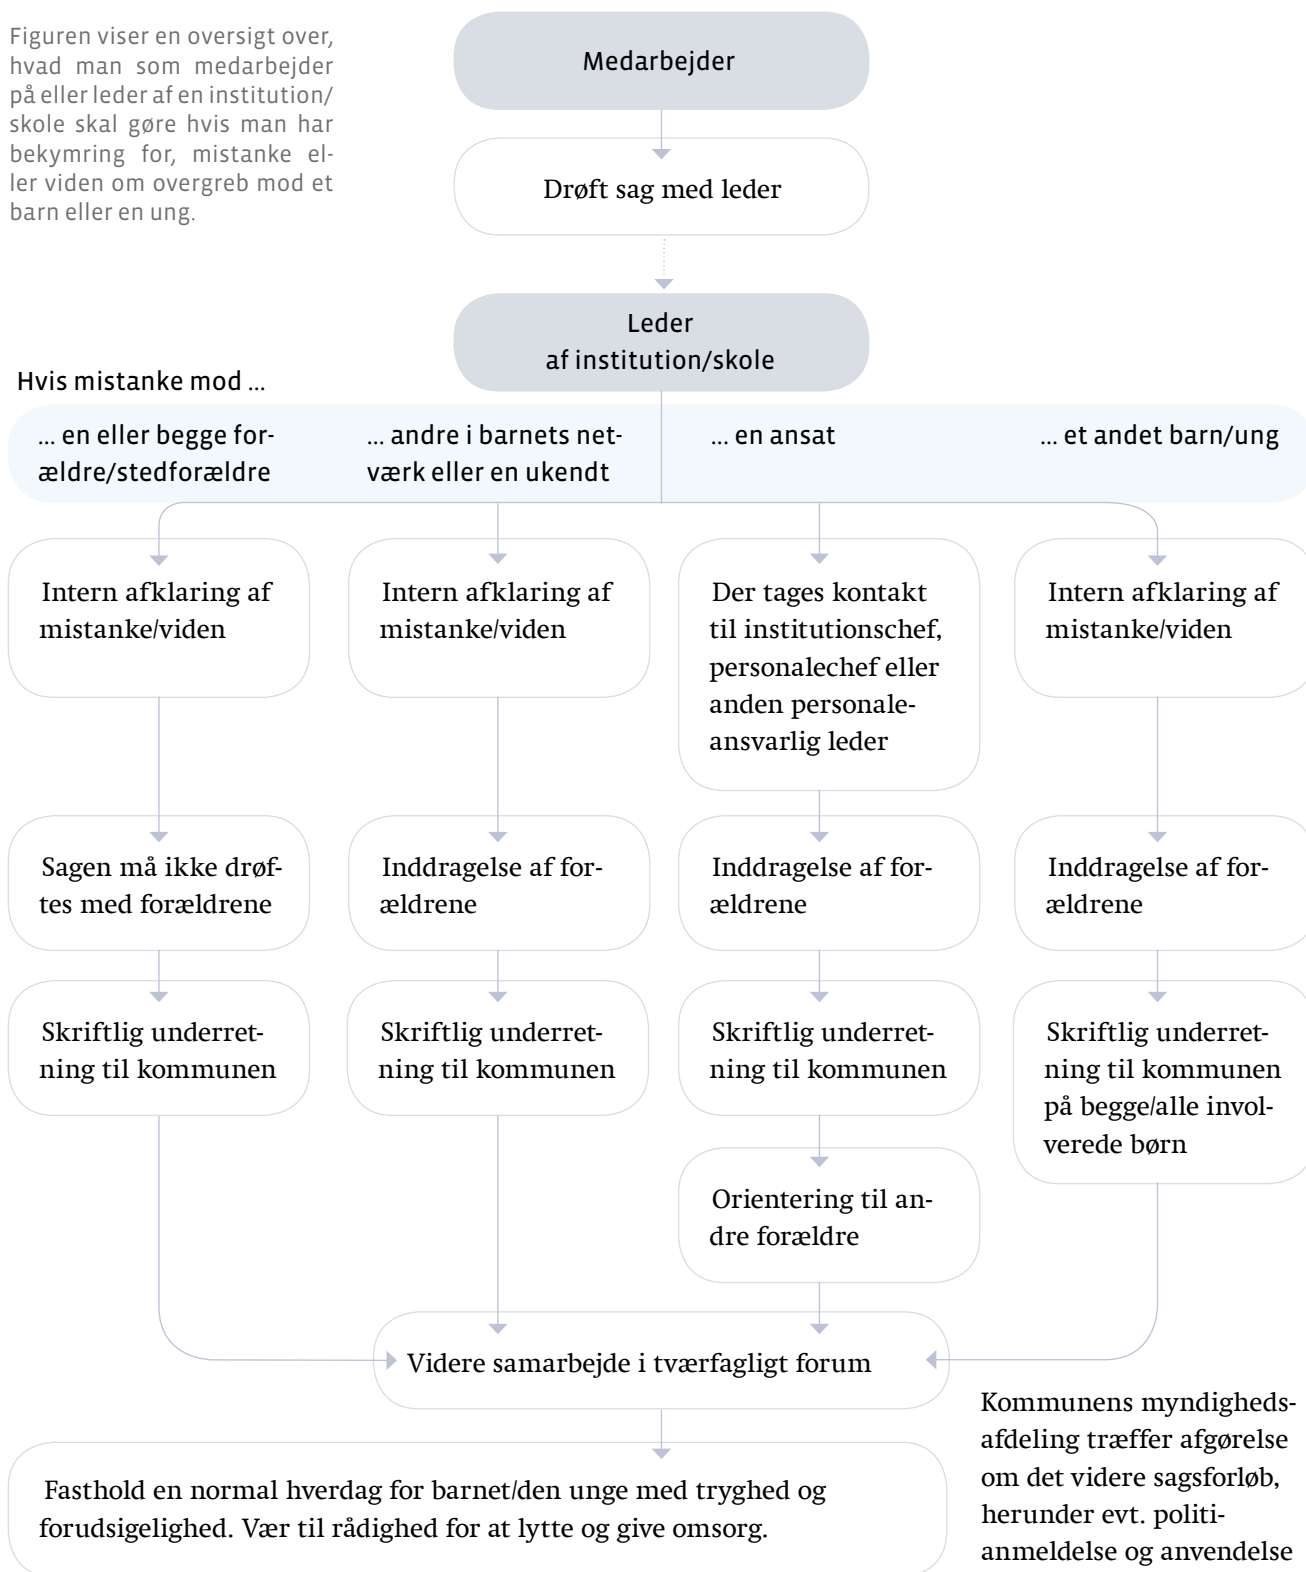 Figuren viser en oversigt over,
hvad man som medarbejder
på eller leder af en institution/
skole skal gøre hvis man har
bekymring for, mistanke el-
ler viden om overgreb mod et
barn eller en ung.
Medarbejder
Drøft sag med leder
Leder
af institution/skole
Hvis mistanke mod ...
... en eller begge for-
ældre/stedforældre
... andre i barnets net-
værk eller en ukendt
... en ansat
... et andet barn/ung
Intern afklaring af
mistanke/viden
Intern afklaring af
mistanke/viden
Der tages kontakt
til institutionschef,
personalechef eller
anden personale-
ansvarlig leder
Intern afklaring af
mistanke/viden
Sagen må ikke drøf-
tes med forældrene
Inddragelse af for-
ældrene
Inddragelse af for-
ældrene
Inddragelse af for-
ældrene
Skriftlig underret-
ning til kommunen
Skriftlig underret-
ning til kommunen
Skriftlig underret-
ning til kommunen
Skriftlig underret-
ning til kommunen
på begge/alle invol-
verede børn
Orientering til an-
dre forældre
Videre samarbejde i tværfagligt forum
Fasthold en normal hverdag for barnet/den unge med tryghed og
forudsigelighed. Vær til rådighed for at lytte og give omsorg.
Kommunens myndigheds-
afdeling træffer afgørelse
om det videre sagsforløb,
herunder evt. politi-
anmeldelse og anvendelse